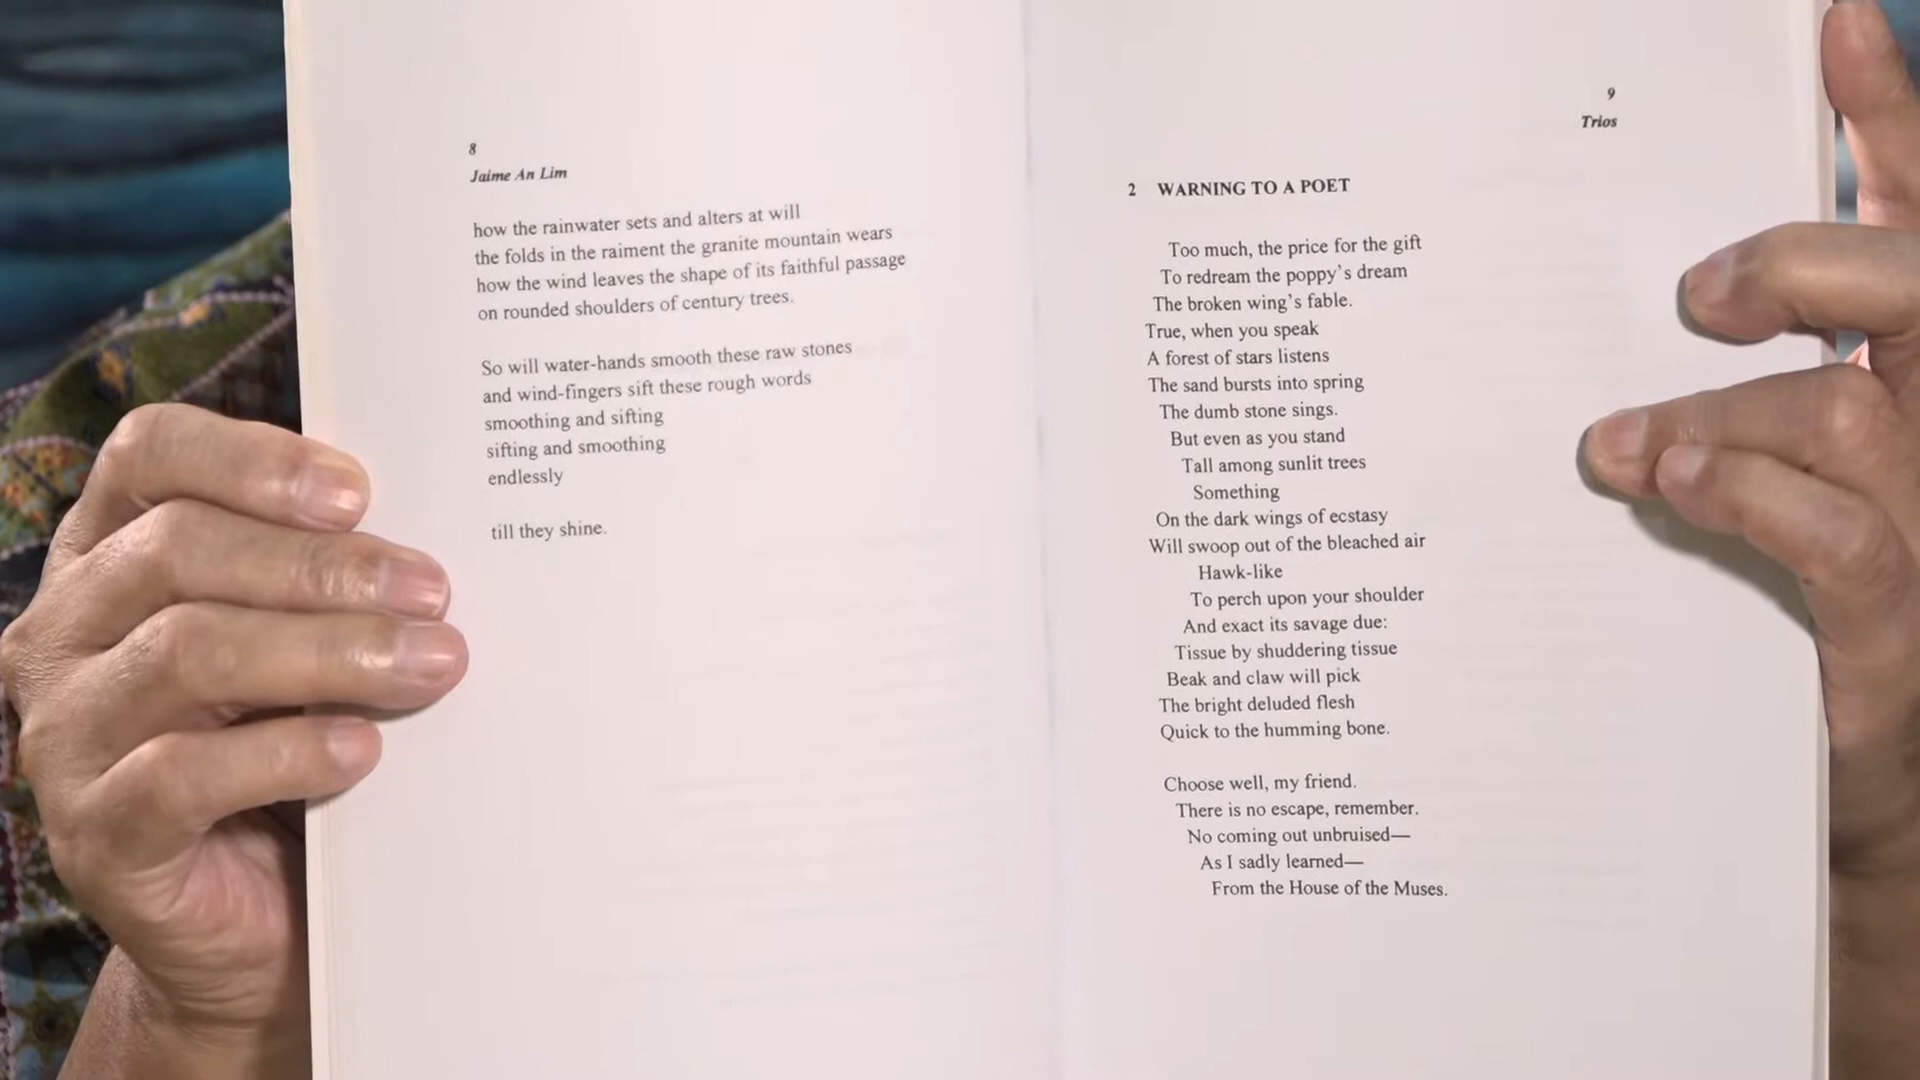 8
Jaime An Lim
how the rainwater sets and alters at will
the folds in the raiment the granite mountain wears
how the wind leaves the shape of its faithful passage
on rounded shoulders of century trees.
So will water-hands smooth these raw stones
and wind-fingers sift these rough words
smoothing and sifting
sifting and smoothing
endlessly
till they shine.
9
Trios
2 WARNING TO A POET
Too much, the price for the gift
To redream the poppy's dream
The broken wing's fable.
True, when you speak
A forest of stars listens
The sand bursts into spring
The dumb stone sings.
But even as you stand
Tall among sunlit trees
Something
On the dark wings of ecstasy
Will swoop out of the bleached air
Hawk-like
To perch upon your shoulder
And exact its savage due:
Tissue by shuddering tissue
Beak and claw will pick
The bright deluded flesh
Quick to the humming bone.
Choose well, my friend.
There is no escape, remember.
No coming out unbruised—
As I sadly learned—
From the House of the Muses.